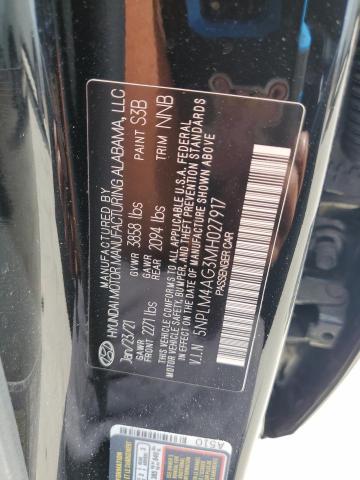 MANUFACTURED BY
HYUNDAI MOTOR MANUFACTURING ALABAMA, LLC
Jan/23/21 GVWR 3858 lbs PAINT S3B
GAWR FRONT 2271 lbs GAWR REAR 2094 lbs TRIM NNB
THIS VEHICLE CONFORMS TO ALL APPLICABLE U.S.A. FEDERAL
MOTOR VEHICLE SAFETY, BUMPER, AND THEFT PREVENTION
STANDARDS IN EFFECT ON THE DATE OF MANUFACTURE SHOWN ABOVE
V.I.N 5NPLM4AG3MH027917
PASSENGER CAR
A510
INFORMATION